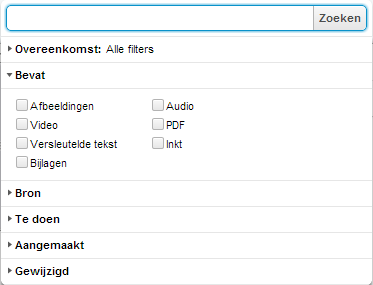 Zoeken
Overeenkomst: Alle filters
Bevat
Afbeeldingen Audio
Video PDF
Versleutelde tekst Inkt
Bijlagen
Bron
Te doen
Aangemaakt
Gewijzigd